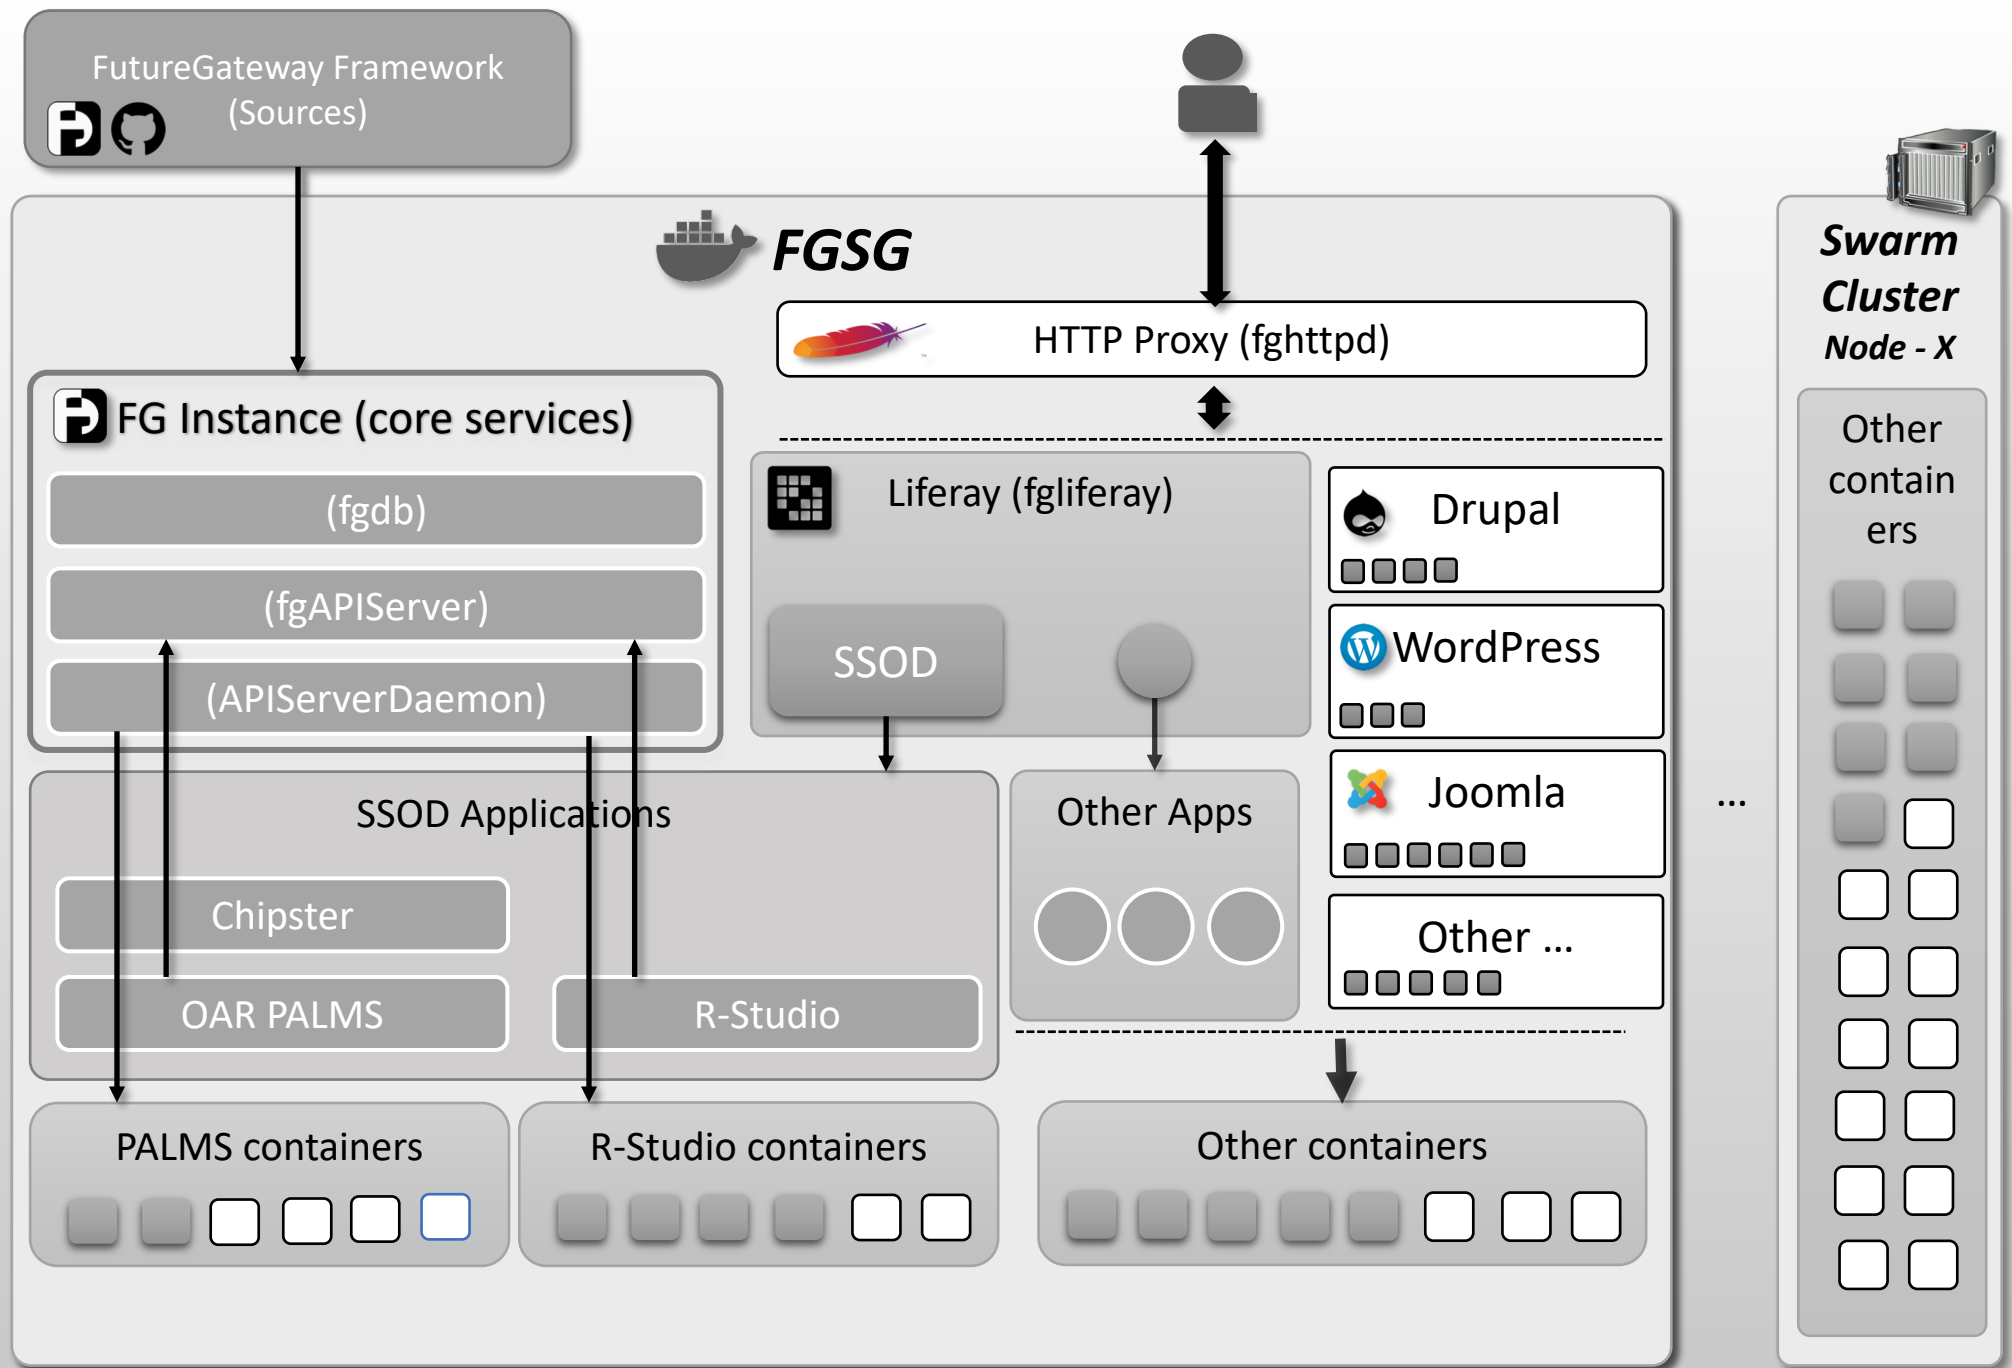 FutureGateway Framework
(Sources)
FGSG
HTTP Proxy (fghttpd)
FG Instance (core services)
(fgdb)
(fgAPIServer)
(APIServerDaemon)
Liferay (fgliferay)
SSOD
Drupal
WordPress
Joomla
Other ...
SSOD Applications
Chipster
OAR PALMS
R-Studio
Other Apps
PALMS containers
R-Studio containers
Other containers
...
Swarm
Cluster
Node - X
Other
contain
ers